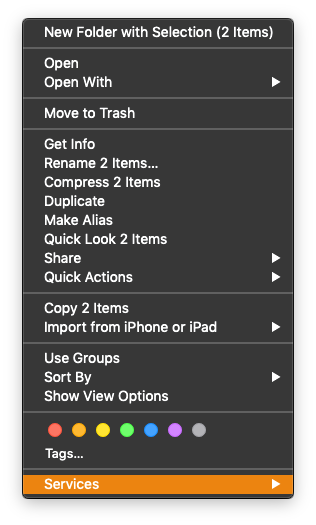 New Folder with Selection (2 Items)
Open
Open With
Move to Trash
Get Info
Rename 2 Items...
Compress 2 Items
Duplicate
Make Alias
Quick Look 2 Items
Share
Quick Actions
Copy 2 Items
Import from iPhone or iPad
Use Groups
Sort By
Show View Options
Tags...
Services